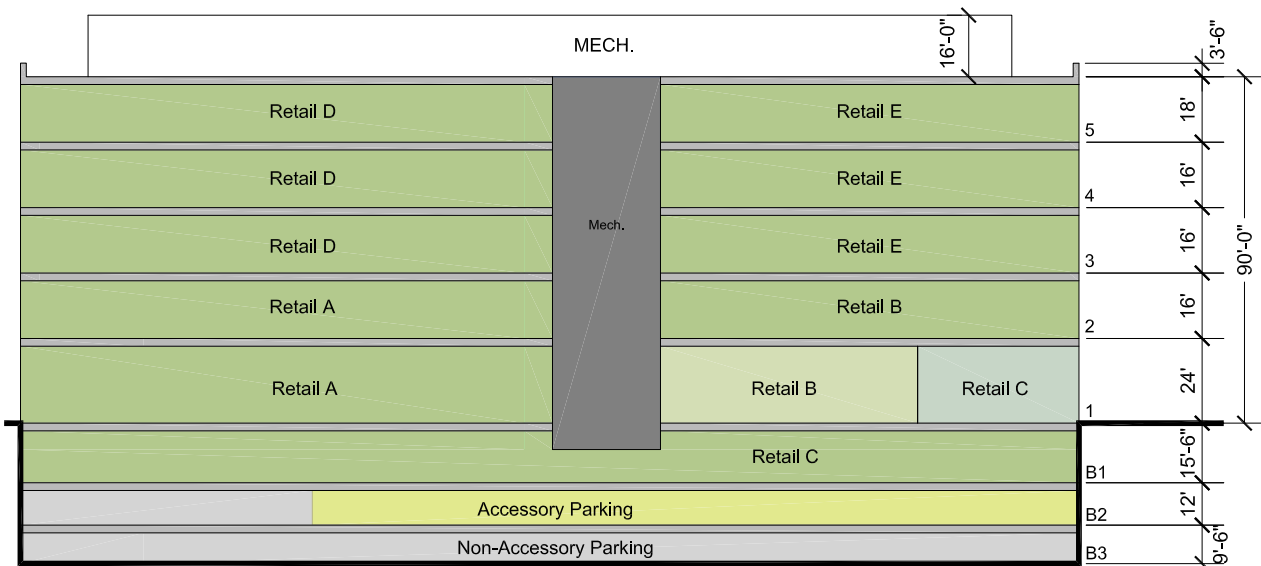 MECH.
16'-0"
3'-6"
Retail D
Retail E
5
18'
Retail D
Retail E
4
16'
Mech.
Retail D
Retail E
3
16'
90'-0"
Retail A
Retail B
2
16'
Retail A
Retail B
Retail C
1
24'
Retail C
B1
15'-6"
Accessory Parking
B2
12'
Non-Accessory Parking
B3
9'-6"